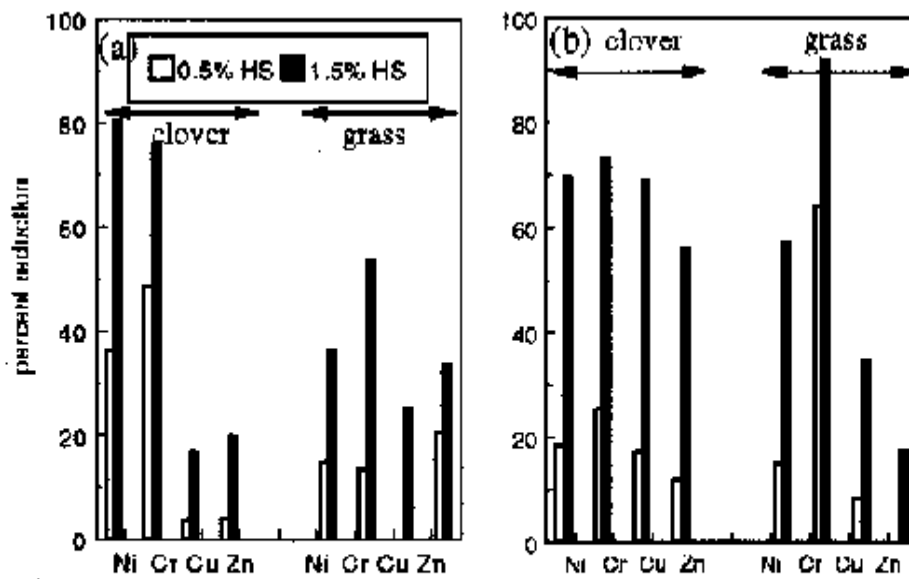 percent reduction
100
80
60
40
20
0
(a)
0.5% HS 1.5% HS
clover grass
Ni Cr Cu Zn Ni Cr Cu Zn
100
80
60
40
20
0
(b) clover grass
Ni Cr Cu Zn Ni Cr Cu Zn